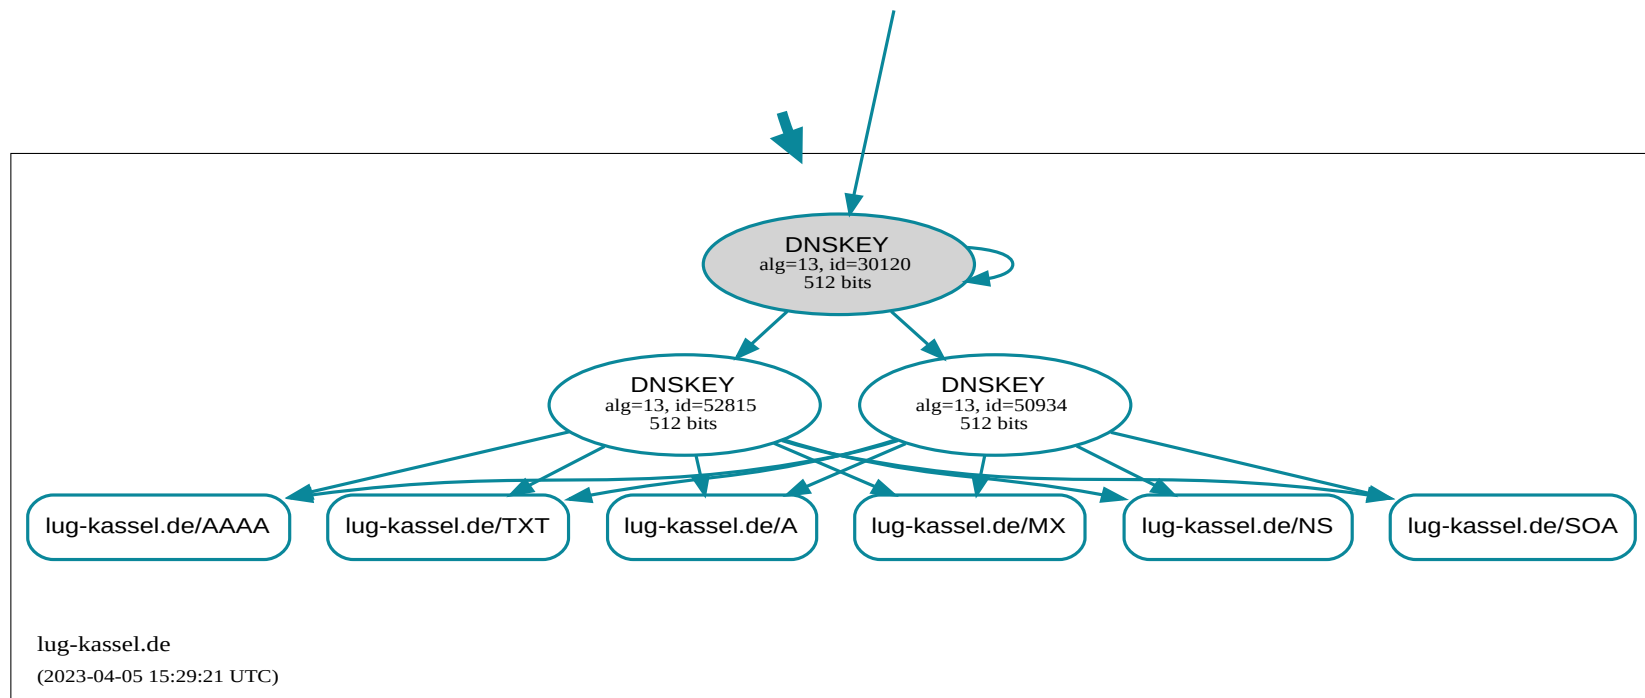 DNSKEY
alg=13, id=30120
512 bits
DNSKEY
alg=13, id=52815
512 bits
DNSKEY
alg=13, id=50934
512 bits
lug-kassel.de/AAAA
lug-kassel.de/TXT
lug-kassel.de/A
lug-kassel.de/MX
lug-kassel.de/NS
lug-kassel.de/SOA
lug-kassel.de
(2023-04-05 15:29:21 UTC)